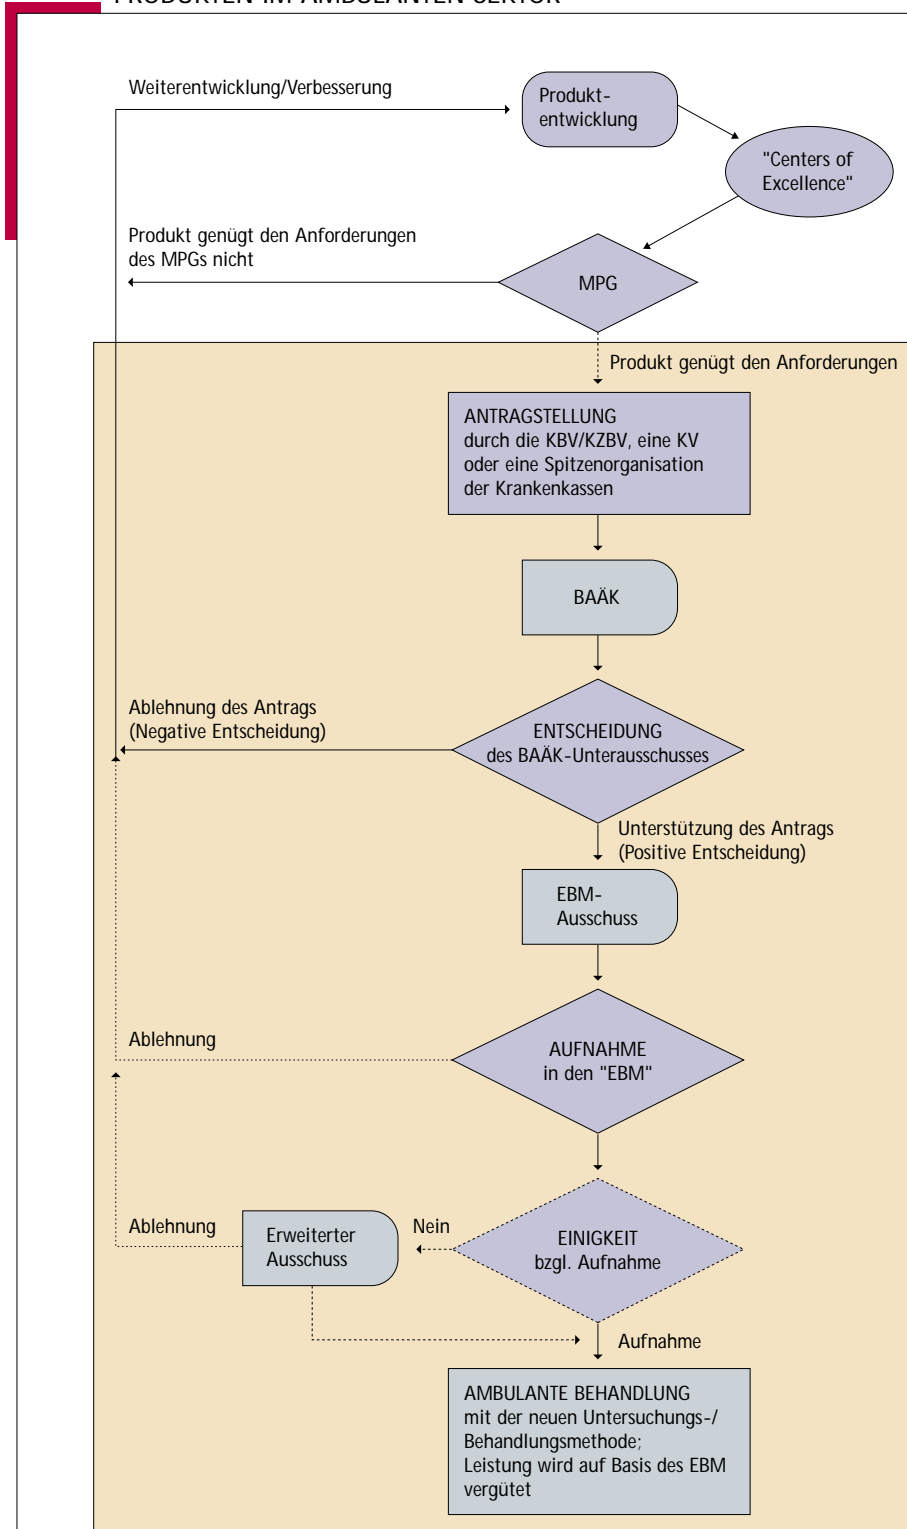 PRODUKTEN IM AMBULANTEN SEKTOR
Weiterentwicklung/Verbesserung
Produkt-
entwicklung
"Centers of
Excellence"
Produkt genügt den Anforderungen
des MPGs nicht
MPG
Produkt genügt den Anforderungen
ANTRAGSTELLUNG
durch die KBV/KZBV, eine KV
oder eine Spitzenorganisation
der Krankenkassen
BAÄK
Ablehnung des Antrags
(Negative Entscheidung)
ENTSCHEIDUNG
des BAÄK-Unterausschusses
Unterstützung des Antrags
(Positive Entscheidung)
EBM-
Ausschuss
Ablehnung
AUFNAHME
in den "EBM"
Ablehnung
Erweiterter
Ausschuss
Nein
EINIGKEIT
bzgl. Aufnahme
Aufnahme
AMBULANTE BEHANDLUNG
mit der neuen Untersuchungs-/
Behandlungsmethode;
Leistung wird auf Basis des EBM
vergütet